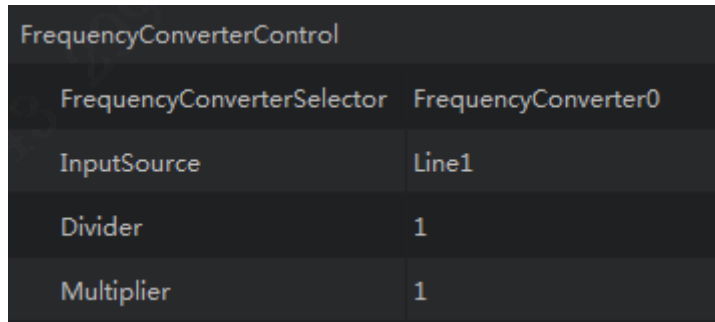 FrequencyConverterControl
FrequencyConverterSelector FrequencyConverter0
InputSource Line1
Divider 1
Multiplier 1